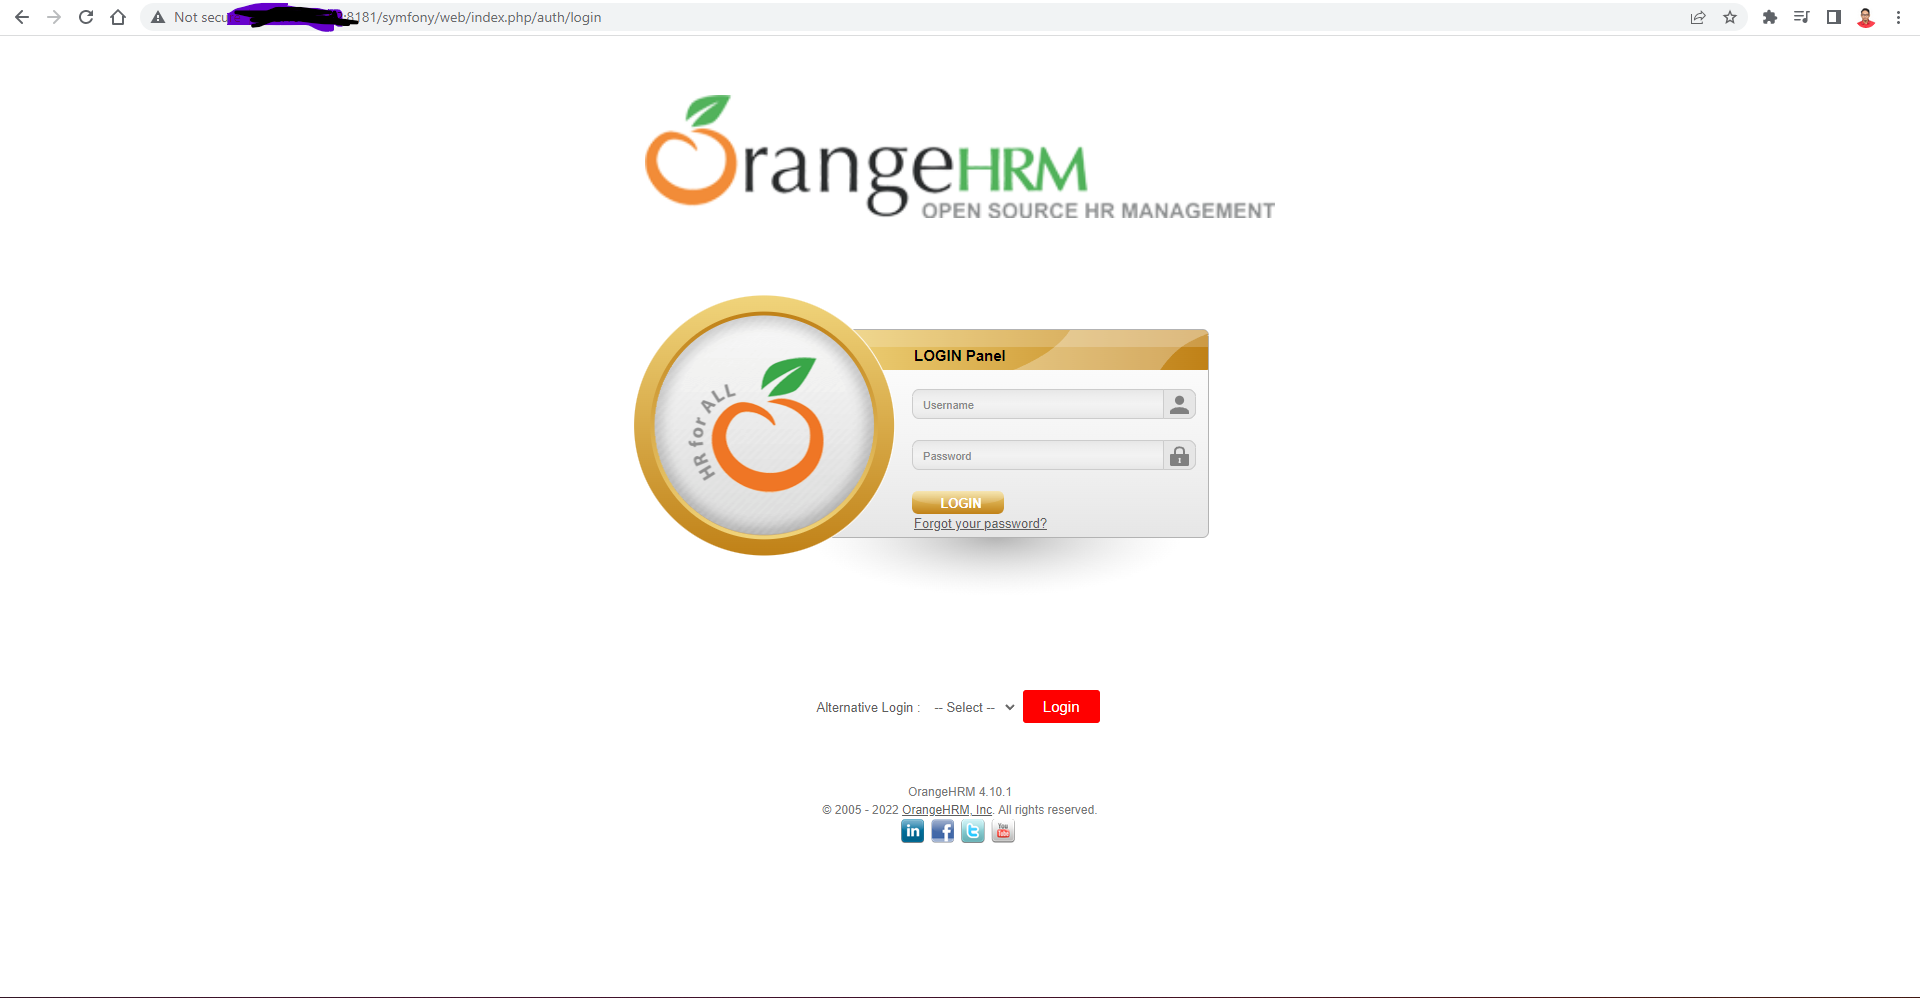 Not secu :8181/symfony/web/index.php/auth/login
OrangeHRM
OPEN SOURCE HR MANAGEMENT
HR for ALL
LOGIN Panel
Username
Password
LOGIN
Forgot your password?
Alternative Login : -- Select -- Login
OrangeHRM 4.10.1
© 2005 - 2022 OrangeHRM, Inc. All rights reserved.
in f t You Tube